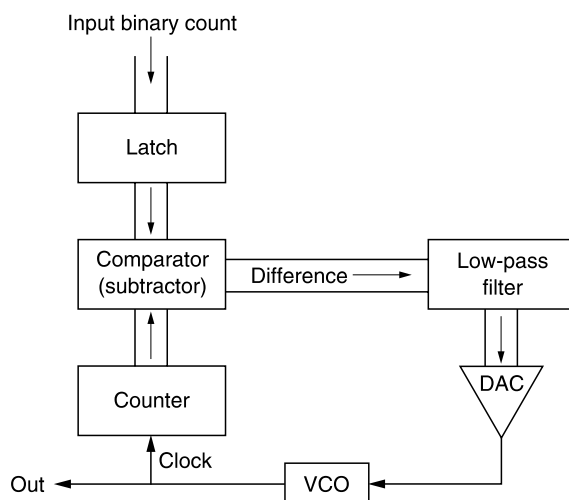 Input binary count
Latch
Comparator
(subtractor)
Difference
Low-pass
filter
DAC
Counter
Clock
Out
VCO